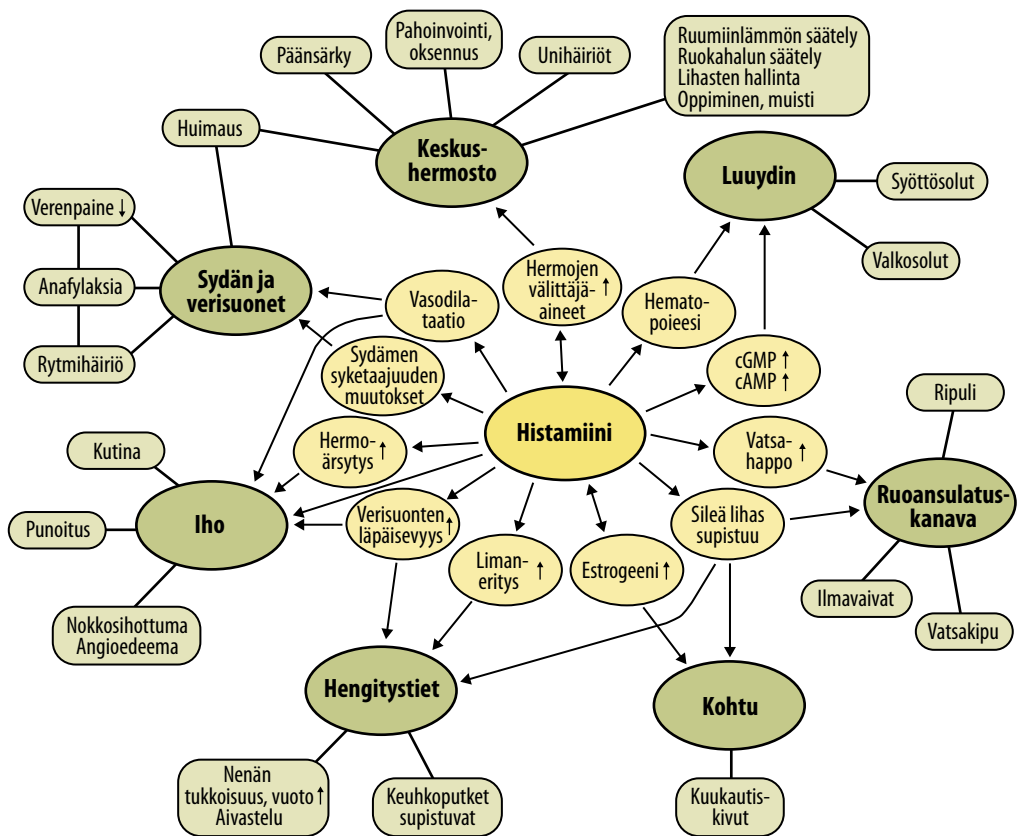 Pahoinvointi,
oksennus
Päänsärky
Unihäiriöt
Ruumiinlämmön säätely
Ruokahalun säätely
Lihasten hallinta
Oppiminen, muisti
Huimaus
Keskus-
hermosto
Luuydin
Syöttösolut
Valkosolut
Verenpaine ↓
Anafylaksia
Rytmihäiriö
Sydän ja
verisuonet
Vasodila-
taatio
Hermojen
välittäjä- ↑
aineet
Hemato-
poieesi
Sydämen
syketaajuuden
muutokset
cGMP ↑
cAMP ↑
Histamiini
Hermo- ↑
ärsytys
Vatsa- ↑
happo
Ripuli
Kutina
Iho
Punoitus
Verisuonten ↑
läpäisevyys
Liman- ↑
eritys
Estrogeeni ↑
Sileä lihas
supistuu
Ruoansulatus-
kanava
Nokkosihottuma
Angioedeema
Ilmavaivat
Vatsakipu
Hengitystiet
Kohtu
Nenän
tukkoisuus, vuoto ↑
Aivastelu
Keuhkoputket
supistuvat
Kuukautis-
kivut